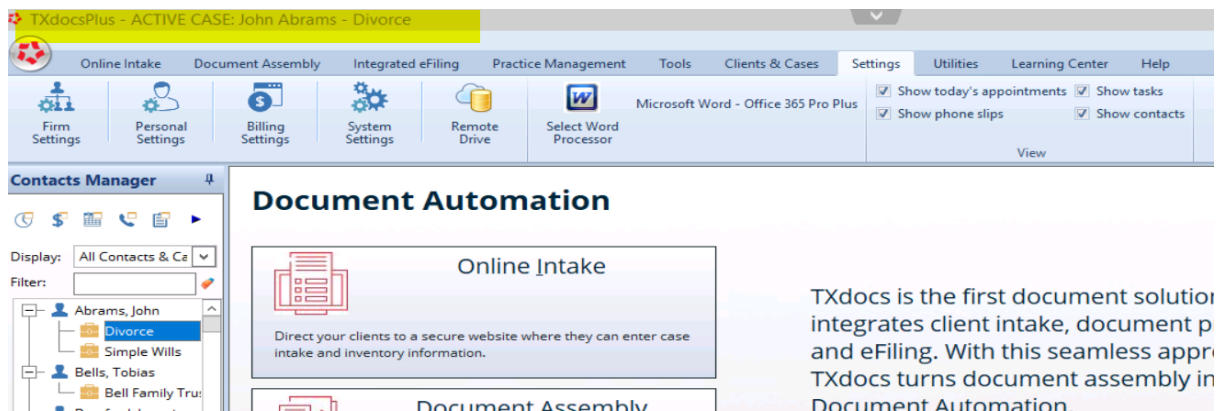 TXdocsPlus - ACTIVE CASE: John Abrams - Divorce
Online Intake Document Assembly Integrated eFiling Practice Management Tools Clients & Cases Settings Utilities Learning Center Help
Firm Settings
Personal Settings
Billing Settings
System Settings
Remote Drive
Select Word Processor
Microsoft Word - Office 365 Pro Plus
Show today's appointments Show tasks
Show phone slips Show contacts
View
Contacts Manager
Display: All Contacts & Ca
Filter:
Abrams, John
Divorce
Simple Wills
Bells, Tobias
Bell Family Tru
Document Automation
Online Intake
Direct your clients to a secure website where they can enter case
intake and inventory information.
Document Assembly
TXdocs is the first document solution
integrates client intake, document p
and eFiling. With this seamless appr
TXdocs turns document assembly in
Document Automation